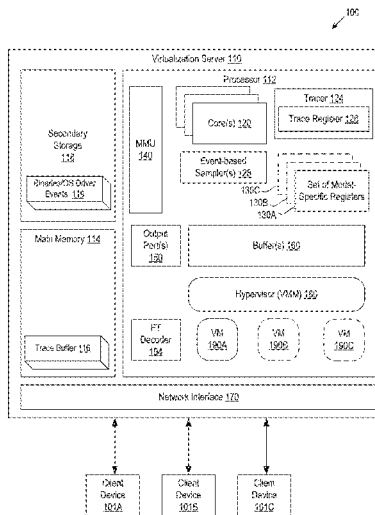 100
Virtualization Server 110
Processor 112
Secondary
Storage
118
Binaries/OS Driver
Events 119
Main Memory 114
Trace Buffer 116
MMU
140
Core(s) 120
Tracer 124
Trace Register 126
Event-based
Sampler(s) 128
130C
130B
130A
Set of Model-
Specific Registers
Output
Port(s)
150
Buffer(s) 160
Hypervisor (VMM) 180
PT
Decoder
154
VM
190A
VM
190B
VM
190C
Network Interface 170
Client
Device
101A
Client
Device
101B
Client
Device
101C